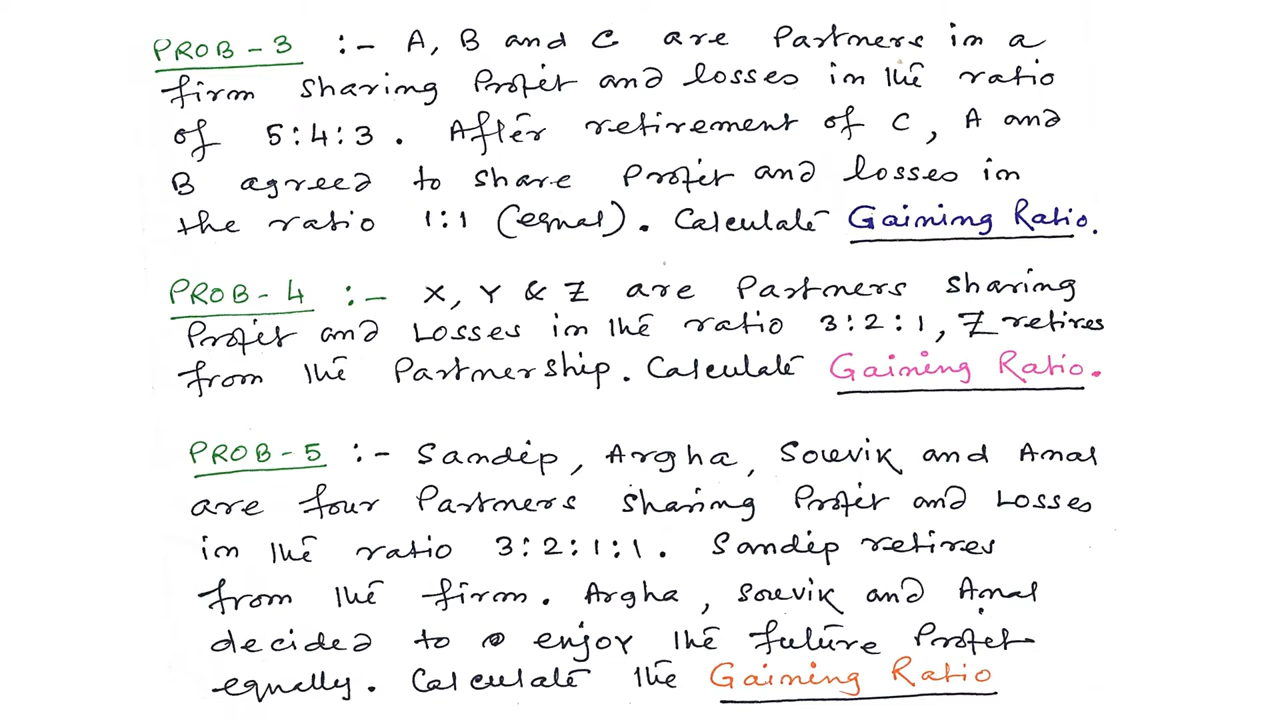 PROB-3 :- A, B and C are Partners in a
firm sharing Profit and losses in the ratio
of 5:4:3. After retirement of C, A and
B agreed to share Profit and losses in
the ratio 1:1 (equal). Calculate Gaining Ratio.
PROB-4 :- X, Y & Z are Partners sharing
Profit and Losses in the ratio 3:2:1, Z retires
from the Partnership. Calculate Gaining Ratio.
PROB-5 :- Sandip, Argha, Souvik and Amal
are four Partners sharing Profit and Losses
in the ratio 3:2:1:1. Sandip retires
from the firm. Argha, Souvik and Amal
decided to enjoy the future Profit
equally. Calculate the Gaining Ratio